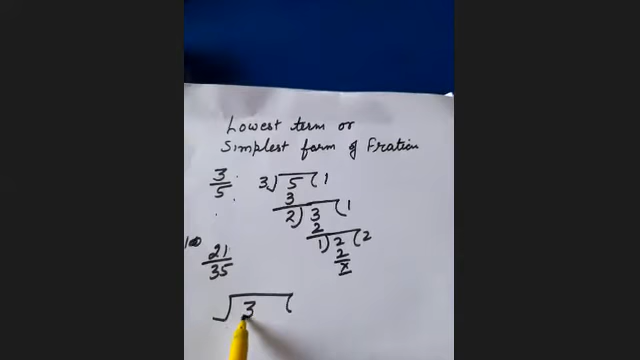 Lowest term or
Simplest form of Fration
3/5 3) 5 (1
3
2) 3 (1
2
1) 2 (2
2
x
21/35
3